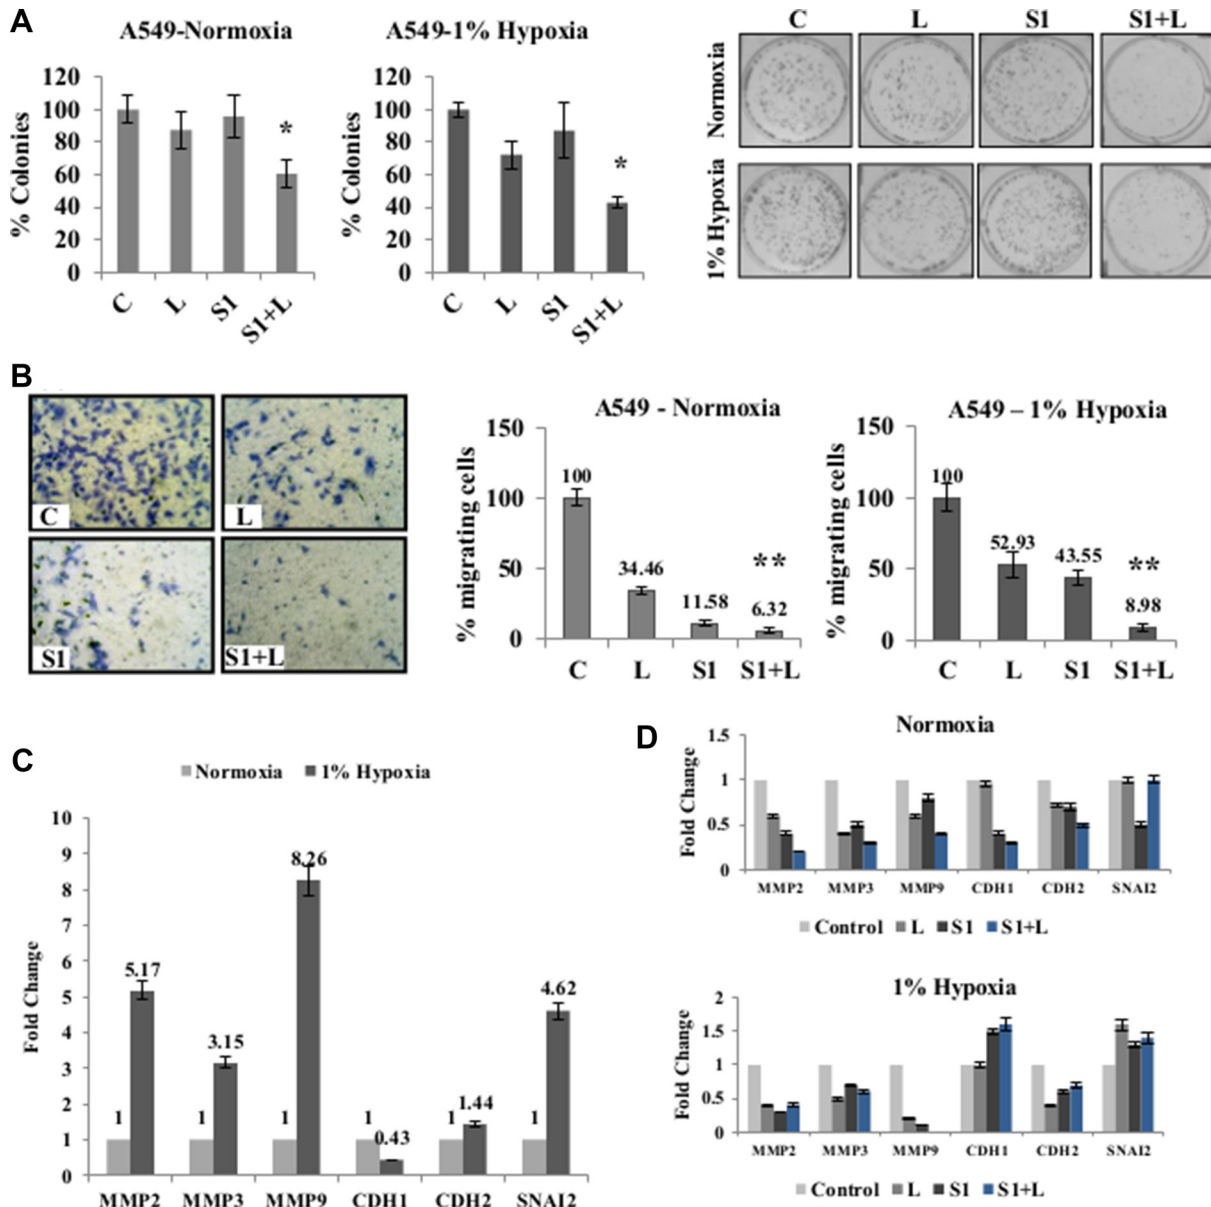 A
A549-Normoxia
% Colonies
120
100
80
60
40
20
0
*
C L S1 S1+L
A549-1% Hypoxia
% Colonies
120
100
80
60
40
20
0
*
C L S1 S1+L
C L S1 S1+L
Normoxia
1% Hypoxia
B
C
L
S1
S1+L
A549 - Normoxia
% migrating cells
150
100
50
0
100
34.46
11.58
**
6.32
C L S1 S1+L
A549 – 1% Hypoxia
% migrating cells
150
100
50
0
100
52.93
43.55
**
8.98
C L S1 S1+L
C
Normoxia 1% Hypoxia
Fold Change
10
9
8
7
6
5
4
3
2
1
0
1 5.17
1 3.15
1 8.26
1 0.43
1 1.44
1 4.62
MMP2 MMP3 MMP9 CDH1 CDH2 SNAI2
D
Normoxia
Fold Change
1.5
1
0.5
0
MMP2 MMP3 MMP9 CDH1 CDH2 SNAI2
Control L S1 S1+L
1% Hypoxia
Fold Change
2
1.5
1
0.5
0
MMP2 MMP3 MMP9 CDH1 CDH2 SNAI2
Control L S1 S1+L